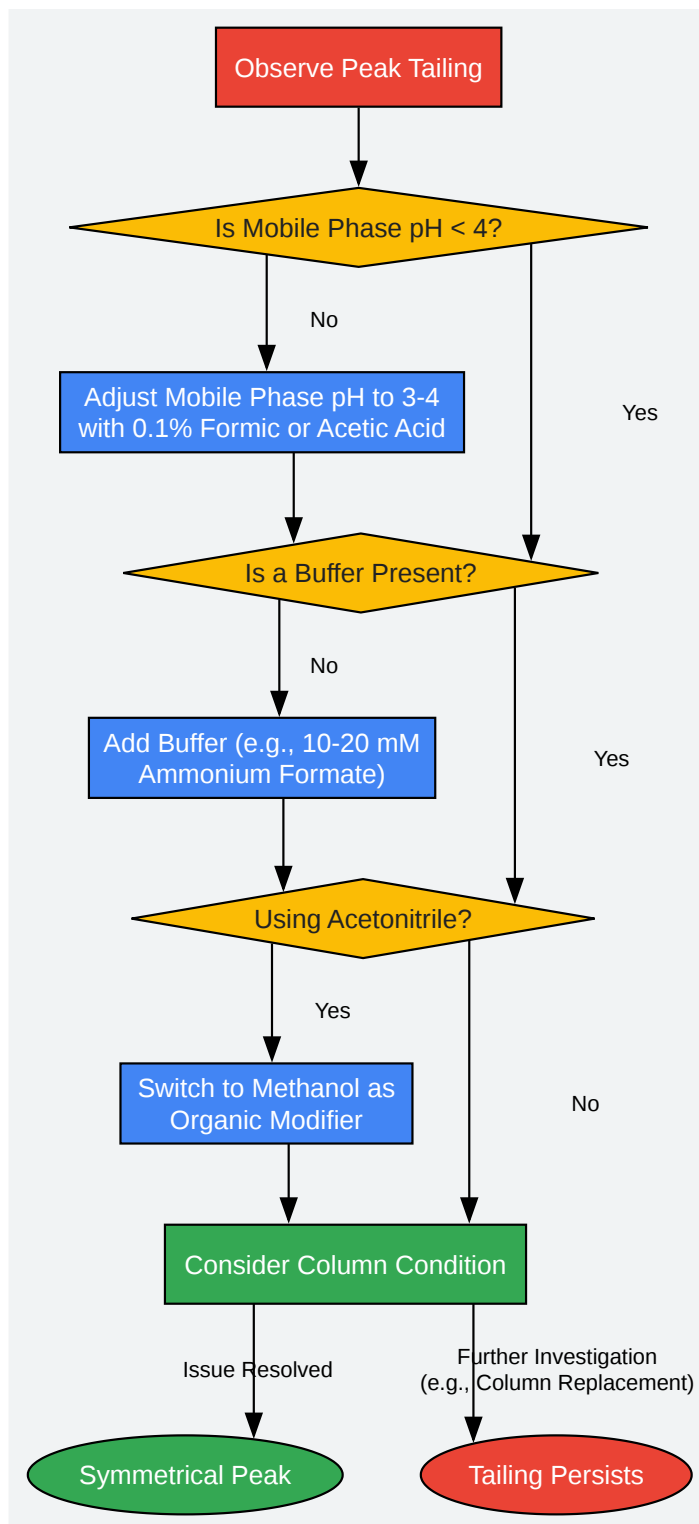 Observe Peak Tailing
Is Mobile Phase pH < 4?
No
Adjust Mobile Phase pH to 3-4
with 0.1% Formic or Acetic Acid
Yes
Is a Buffer Present?
No
Add Buffer (e.g., 10-20 mM
Ammonium Formate)
Yes
Using Acetonitrile?
Yes
Switch to Methanol as
Organic Modifier
No
Consider Column Condition
Issue Resolved
Further Investigation
(e.g., Column Replacement)
Symmetrical Peak
Tailing Persists